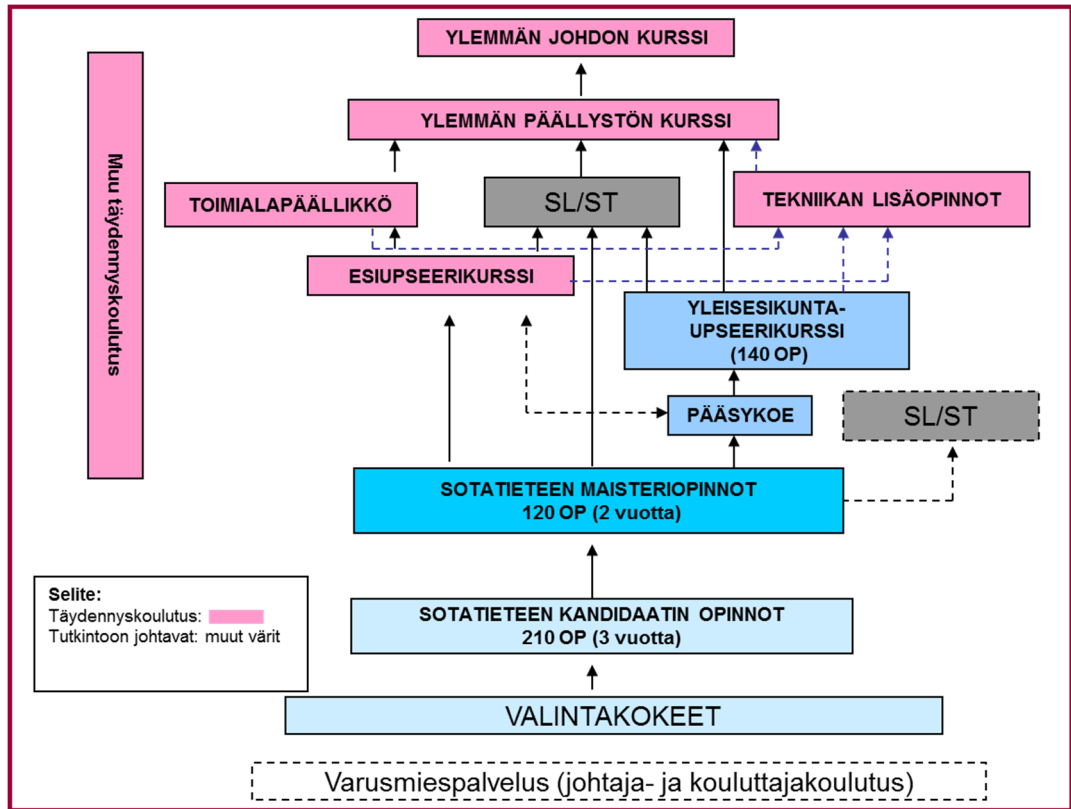 YLEMMÄN JOHDON KURSSI
YLEMMÄN PÄÄLLYSTÖN KURSSI
Muu täydennyskoulutus
TOIMIALAPÄÄLLIKKÖ
SL/ST
TEKNIIKAN LISÄOPINNOT
ESIUPSEERIKURSSI
YLEISESIKUNTA-
UPSEERIKURSSI
(140 OP)
PÄÄSYKOE
SL/ST
SOTATIETEEN MAISTERIOPINNOT
120 OP (2 vuotta)
Selite:
Täydennyskoulutus:
Tutkintoon johtavat: muut värit
SOTATIETEEN KANDIDAATIN OPINNOT
210 OP (3 vuotta)
VALINTAKOKEET
Varusmiespalvelus (johtaja- ja kouluttajakoulutus)